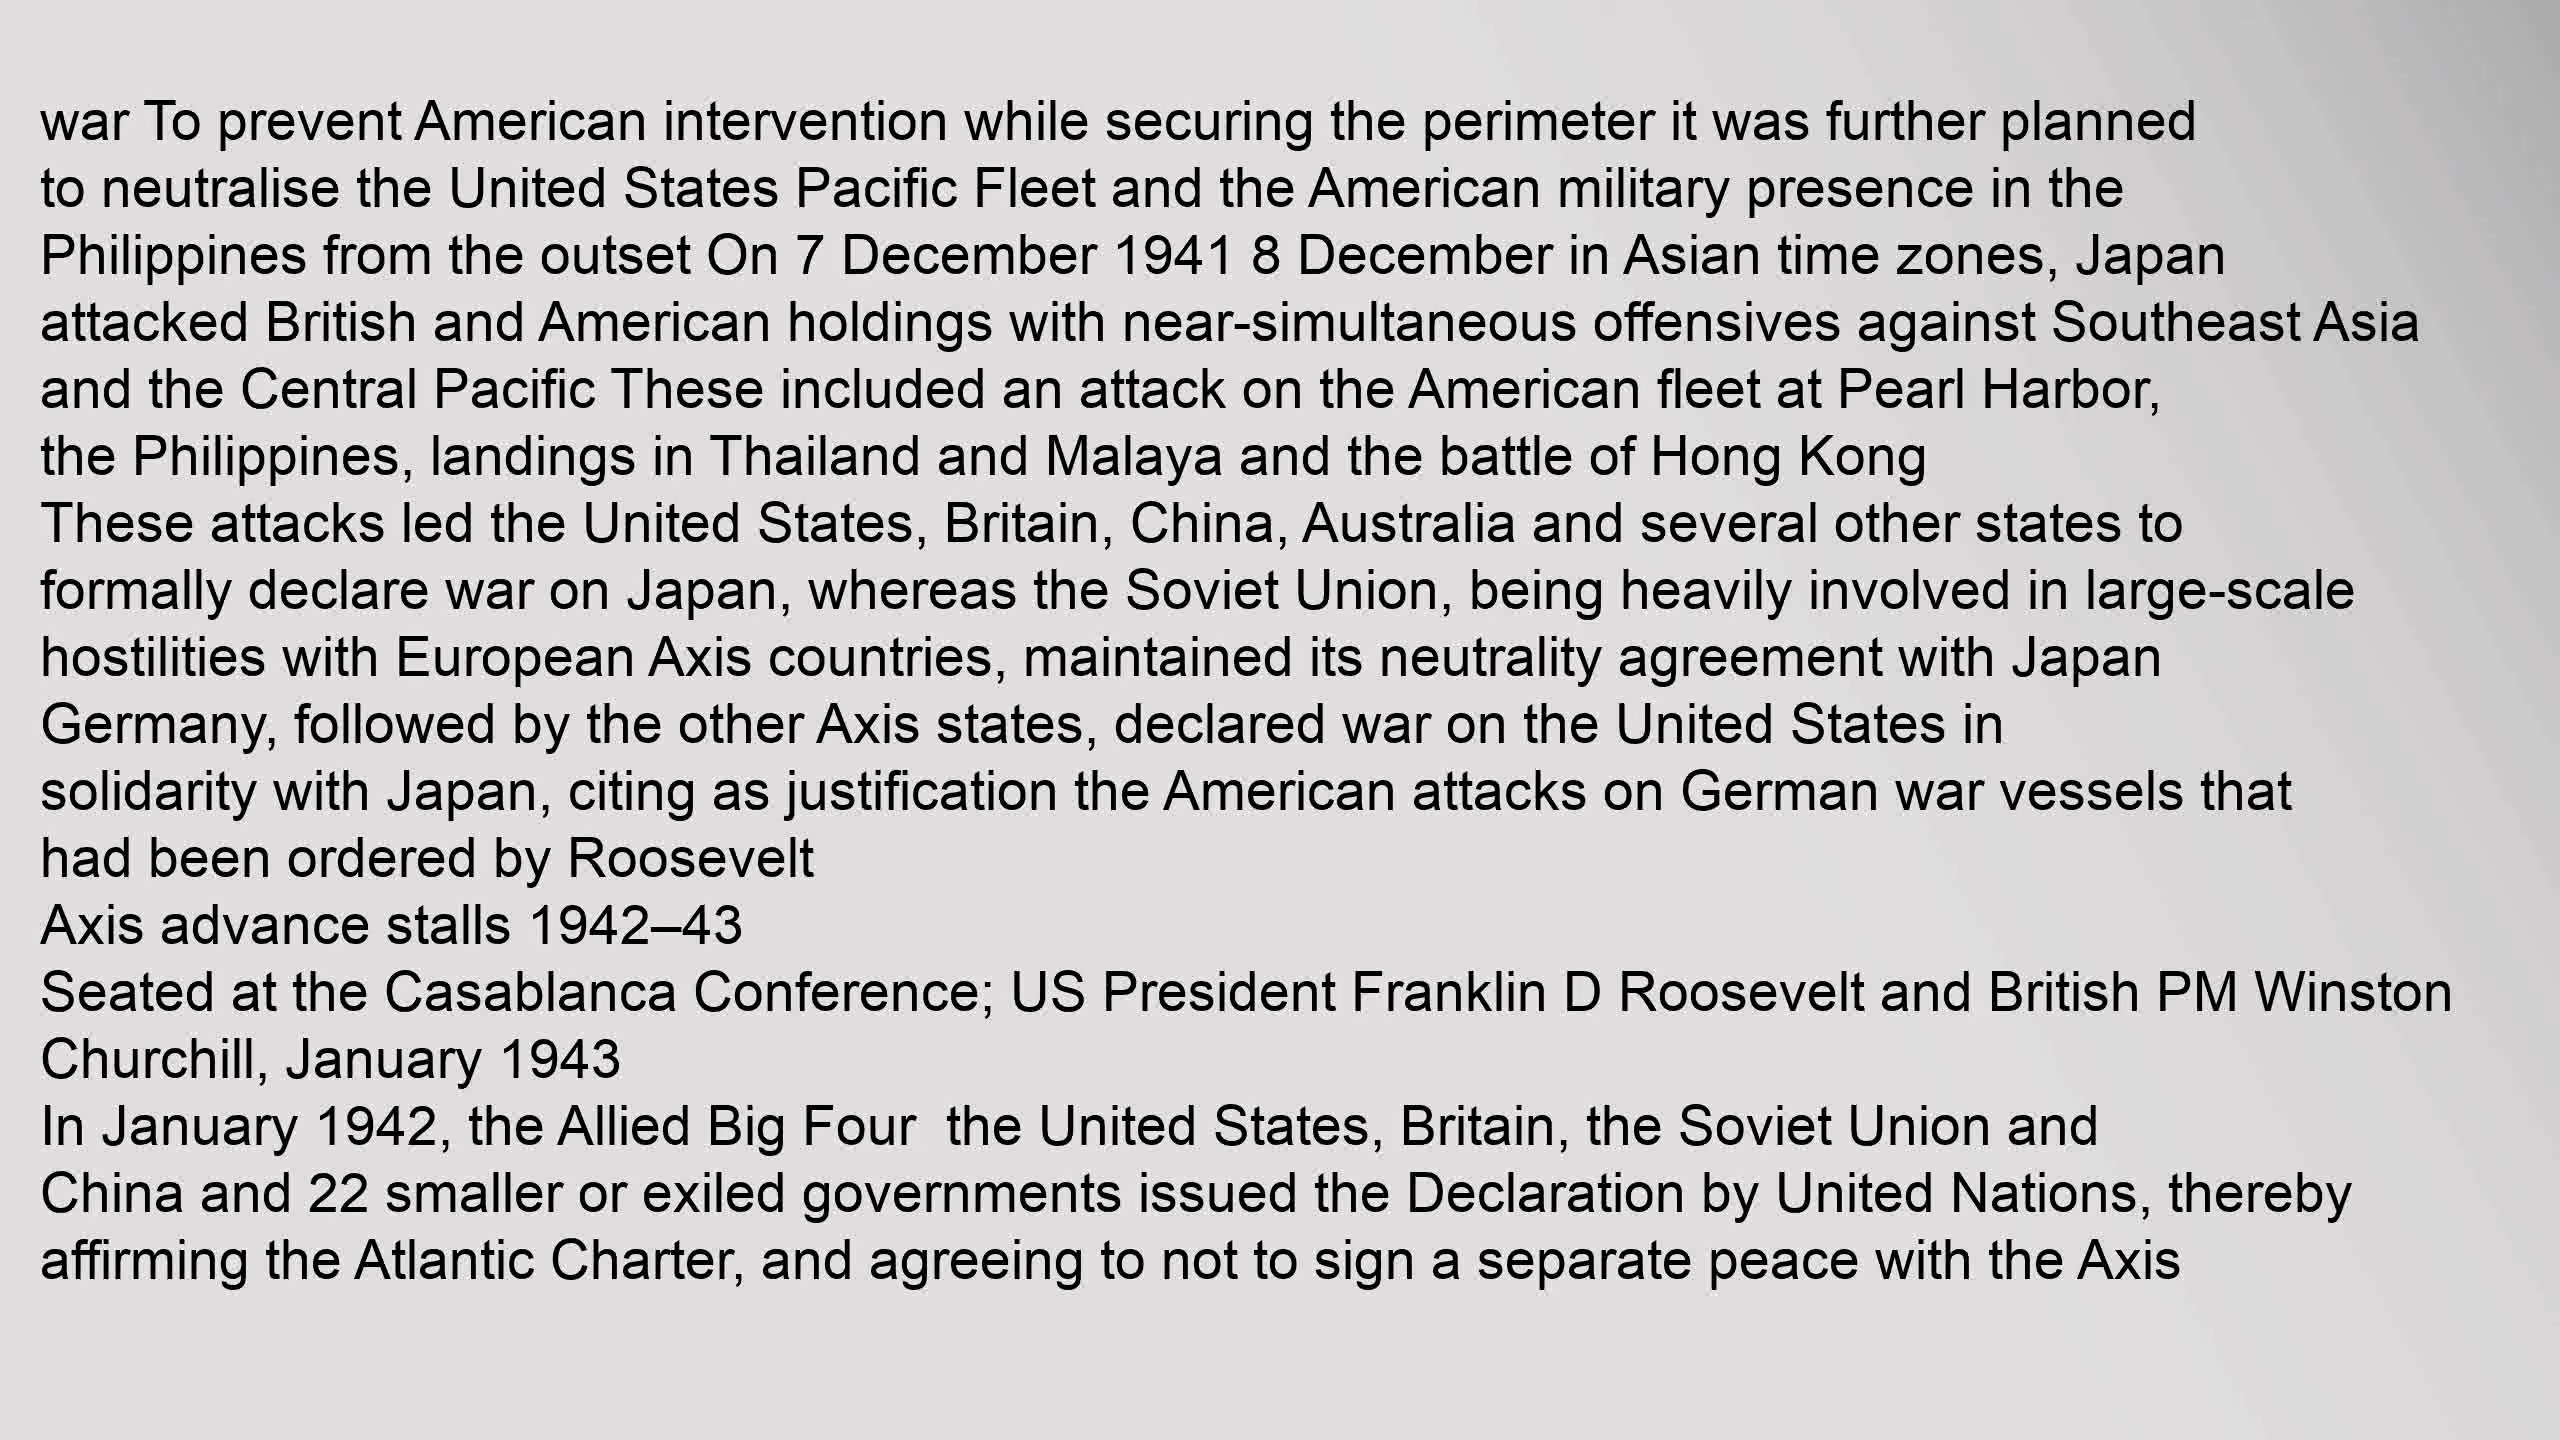 war To prevent American intervention while securing the perimeter it was further planned
to neutralise the United States Pacific Fleet and the American military presence in the
Philippines from the outset On 7 December 1941 8 December in Asian time zones, Japan
attacked British and American holdings with near-simultaneous offensives against Southeast Asia
and the Central Pacific These included an attack on the American fleet at Pearl Harbor,
the Philippines, landings in Thailand and Malaya and the battle of Hong Kong
These attacks led the United States, Britain, China, Australia and several other states to
formally declare war on Japan, whereas the Soviet Union, being heavily involved in large-scale
hostilities with European Axis countries, maintained its neutrality agreement with Japan
Germany, followed by the other Axis states, declared war on the United States in
solidarity with Japan, citing as justification the American attacks on German war vessels that
had been ordered by Roosevelt
Axis advance stalls 1942–43
Seated at the Casablanca Conference; US President Franklin D Roosevelt and British PM Winston
Churchill, January 1943
In January 1942, the Allied Big Four  the United States, Britain, the Soviet Union and
China and 22 smaller or exiled governments issued the Declaration by United Nations, thereby
affirming the Atlantic Charter, and agreeing to not to sign a separate peace with the Axis